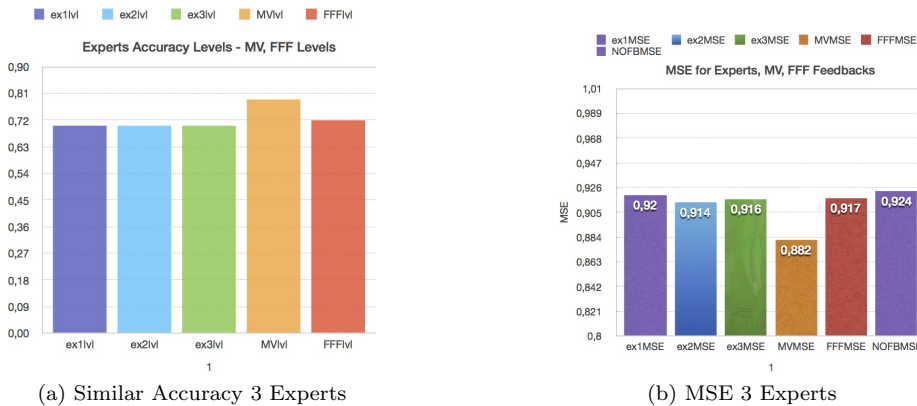 ex1lvl ex2lvl ex3lvl MVlvl FFFlvl
Experts Accuracy Levels - MV, FFF Levels
0,90
0,81
0,72
0,63
0,54
0,45
0,36
0,27
0,18
0,09
0,00
ex1lvl ex2lvl ex3lvl MVlvl FFFlvl
1
(a) Similar Accuracy 3 Experts
ex1MSE ex2MSE ex3MSE MVMSE FFFMSE
NOFBMSE
MSE for Experts, MV, FFF Feedbacks
MSE
1,01
0,989
0,968
0,947
0,926
0,905
0,884
0,863
0,842
0,821
0,8
0,92 0,914 0,916 0,882 0,917 0,924
ex1MSE ex2MSE ex3MSE MVMSE FFFMSE NOFBMSE
1
(b) MSE 3 Experts